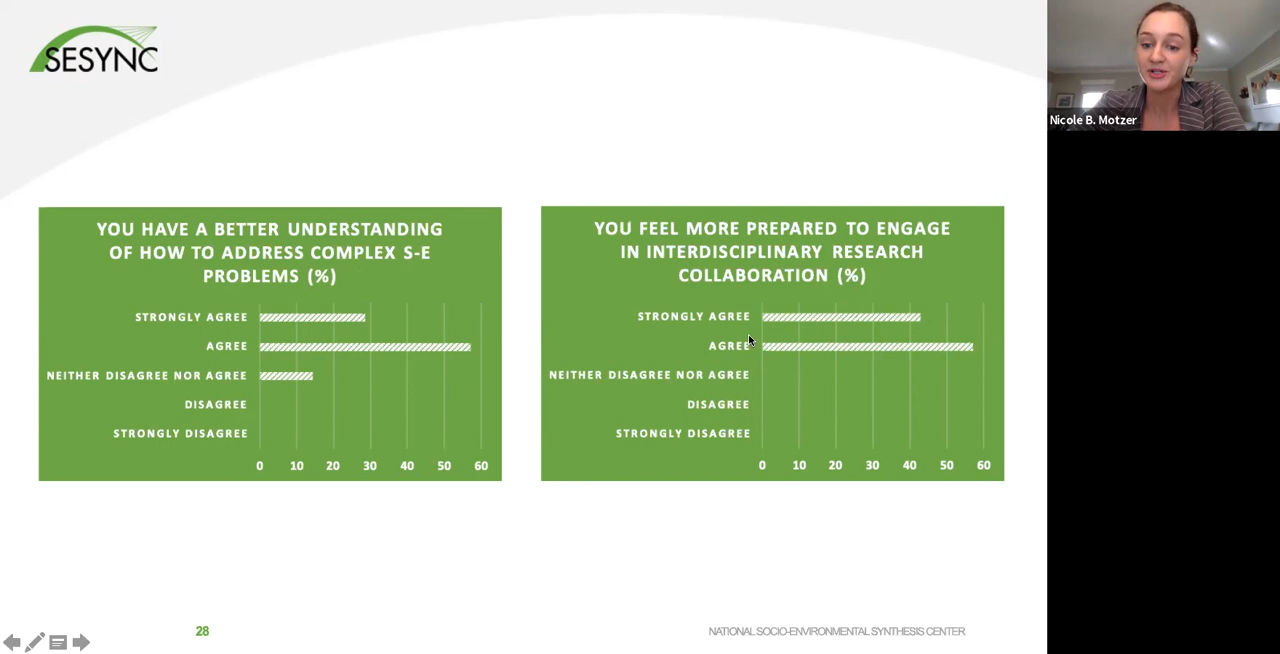 SESYNC
Nicole B. Motzer
YOU HAVE A BETTER UNDERSTANDING
OF HOW TO ADDRESS COMPLEX S-E
PROBLEMS (%)
STRONGLY AGREE
AGREE
NEITHER DISAGREE NOR AGREE
DISAGREE
STRONGLY DISAGREE
0 10 20 30 40 50 60
YOU FEEL MORE PREPARED TO ENGAGE
IN INTERDISCIPLINARY RESEARCH
COLLABORATION (%)
STRONGLY AGREE
AGREE
NEITHER DISAGREE NOR AGREE
DISAGREE
STRONGLY DISAGREE
0 10 20 30 40 50 60
28
NATIONAL SOCIO-ENVIRONMENTAL SYNTHESIS CENTER